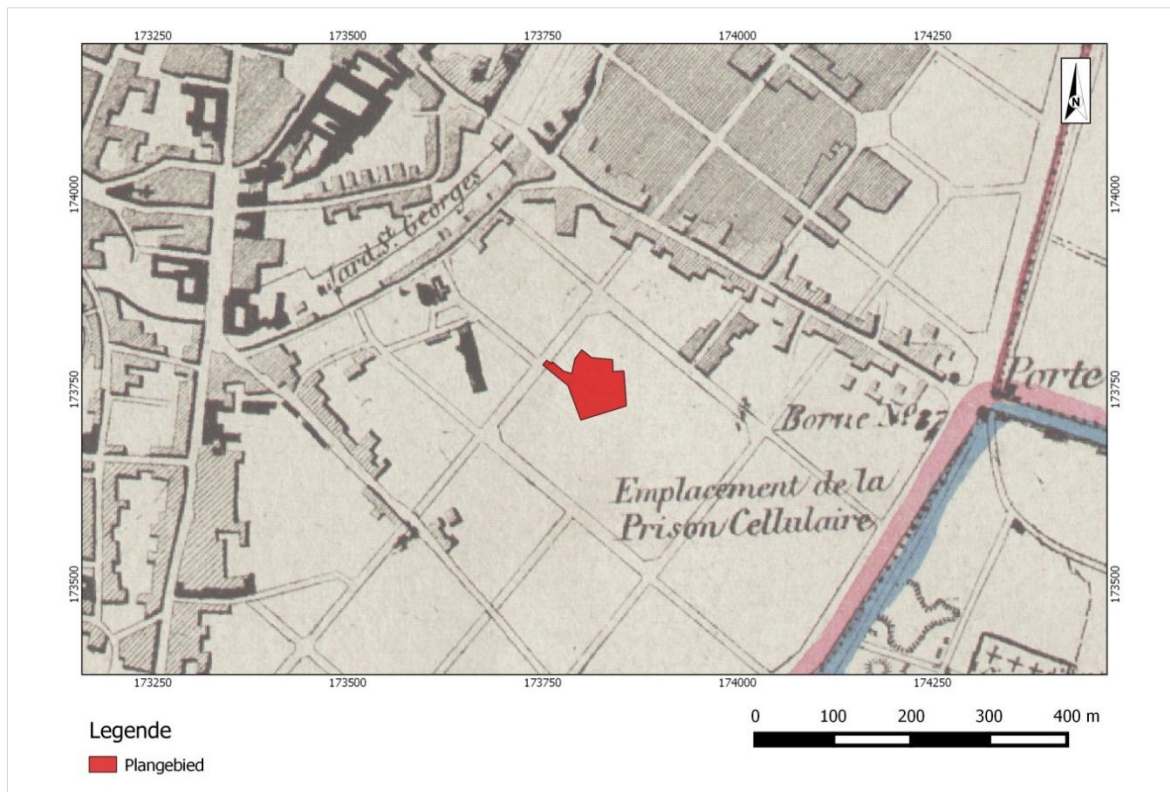 173250 173500 173750 174000 174250
N
174000 174000
Jard. St. Georges
Porte
173750 173750
Borne No. 37
Emplacement de la
Prison Cellulaire
173500 173500
173250 173500 173750 174000 174250
Legende
Plangebied
0 100 200 300 400 m